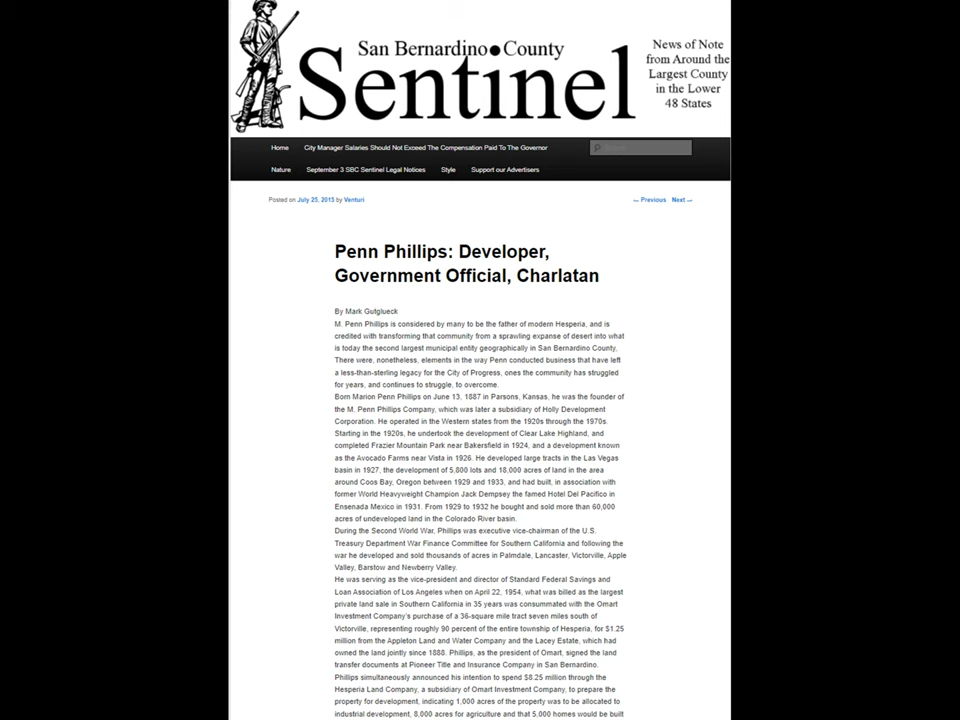 San Bernardino•County
Sentinel
News of Note
from Around the
Largest County
in the Lower
48 States
Home City Manager Salaries Should Not Exceed The Compensation Paid To The Governor
Search
Nature September 3 SBC Sentinel Legal Notices Style Support our Advertisers
Posted on July 25, 2015 by Venturi
← Previous Next →
Penn Phillips: Developer,
Government Official, Charlatan
By Mark Gutglueck
M. Penn Phillips is considered by many to be the father of modern Hesperia, and is
credited with transforming that community from a sprawling expanse of desert into what
is today the second largest municipal entity geographically in San Bernardino County,
There were, nonetheless, elements in the way Penn conducted business that have left
a less-than-sterling legacy for the City of Progress, ones the community has struggled
for years, and continues to struggle, to overcome.
Born Marion Penn Phillips on June 13, 1887 in Parsons, Kansas, he was the founder of
the M. Penn Phillips Company, which was later a subsidiary of Holly Development
Corporation. He operated in the Western states from the 1920s through the 1970s.
Starting in the 1920s, he undertook the development of Clear Lake Highland, and
completed Frazier Mountain Park near Bakersfield in 1924, and a development known
as the Avocado Farms near Vista in 1926. He developed large tracts in the Las Vegas
basin in 1927, the development of 5,800 lots and 18,000 acres of land in the area
around Coos Bay, Oregon between 1929 and 1933, and had built, in association with
former World Heavyweight Champion Jack Dempsey the famed Hotel Del Pacifico in
Ensenada Mexico in 1931. From 1929 to 1932 he bought and sold more than 60,000
acres of undeveloped land in the Colorado River basin.
During the Second World War, Phillips was executive vice-chairman of the U.S.
Treasury Department War Finance Committee for Southern California and following the
war he developed and sold thousands of acres in Palmdale, Lancaster, Victorville, Apple
Valley, Barstow and Newberry Valley.
He was serving as the vice-president and director of Standard Federal Savings and
Loan Association of Los Angeles when on April 22, 1954, what was billed as the largest
private land sale in Southern California in 35 years was consummated with the Omart
Investment Company's purchase of a 36-square mile tract seven miles south of
Victorville, representing roughly 90 percent of the entire township of Hesperia, for $1.25
million from the Appleton Land and Water Company and the Lacey Estate, which had
owned the land jointly since 1888. Phillips, as the president of Omart, signed the land
transfer documents at Pioneer Title and Insurance Company in San Bernardino.
Phillips simultaneously announced his intention to spend $8.25 million through the
Hesperia Land Company, a subsidiary of Omart Investment Company, to prepare the
property for development, indicating 1,000 acres of the property was to be allocated to
industrial development, 8,000 acres for agriculture and that 5,000 homes would be built